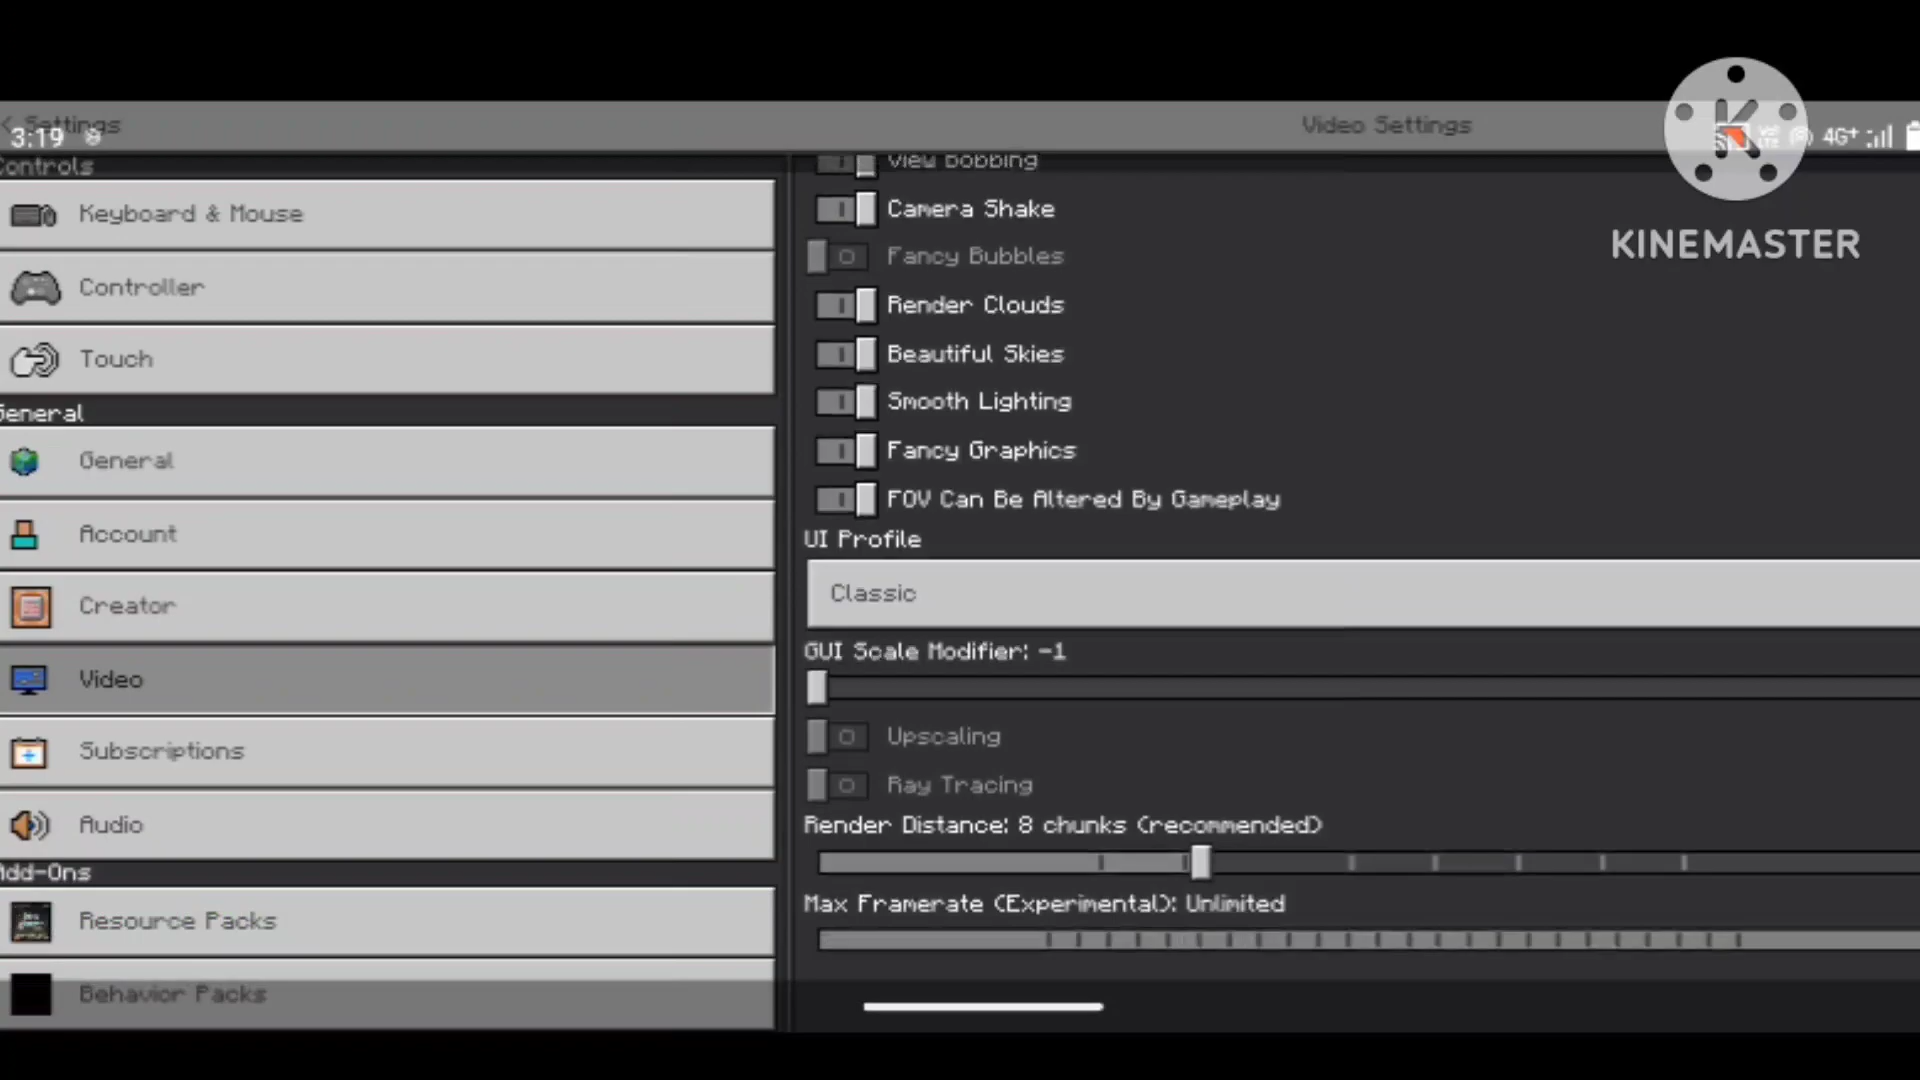 < Settings
Video Settings
3:19
4G+
KINEMASTER
Controls
Keyboard & Mouse
Controller
Touch
General
General
Account
Creator
Video
Subscriptions
Audio
Add-Ons
Resource Packs
Behavior Packs
View Bobbing
Camera Shake
Fancy Bubbles
Render Clouds
Beautiful Skies
Smooth Lighting
Fancy Graphics
FOV Can Be Altered By Gameplay
UI Profile
Classic
GUI Scale Modifier: -1
Upscaling
Ray Tracing
Render Distance: 8 chunks (recommended)
Max Framerate (Experimental): Unlimited